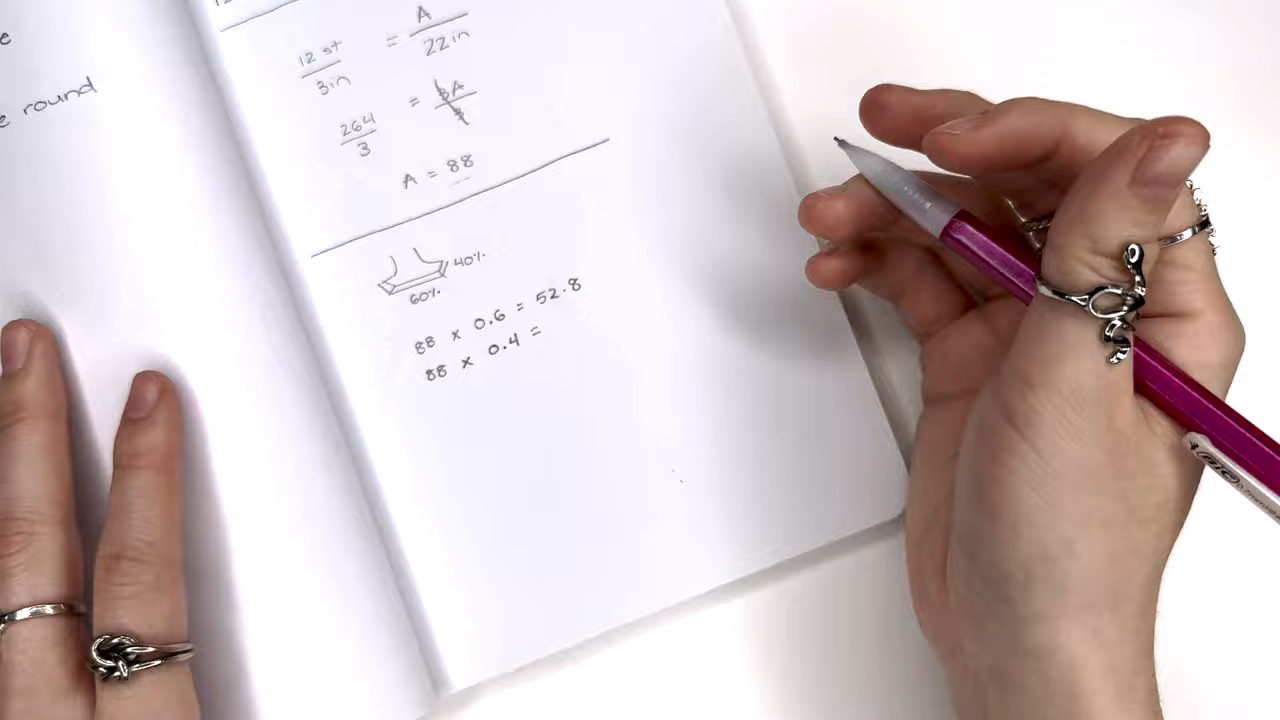 e
e round
12 st = A
3in 22in
264 = 3A
3 3
A = 88
40%
60%
88 x 0.6 = 52.8
88 x 0.4 =
BIC